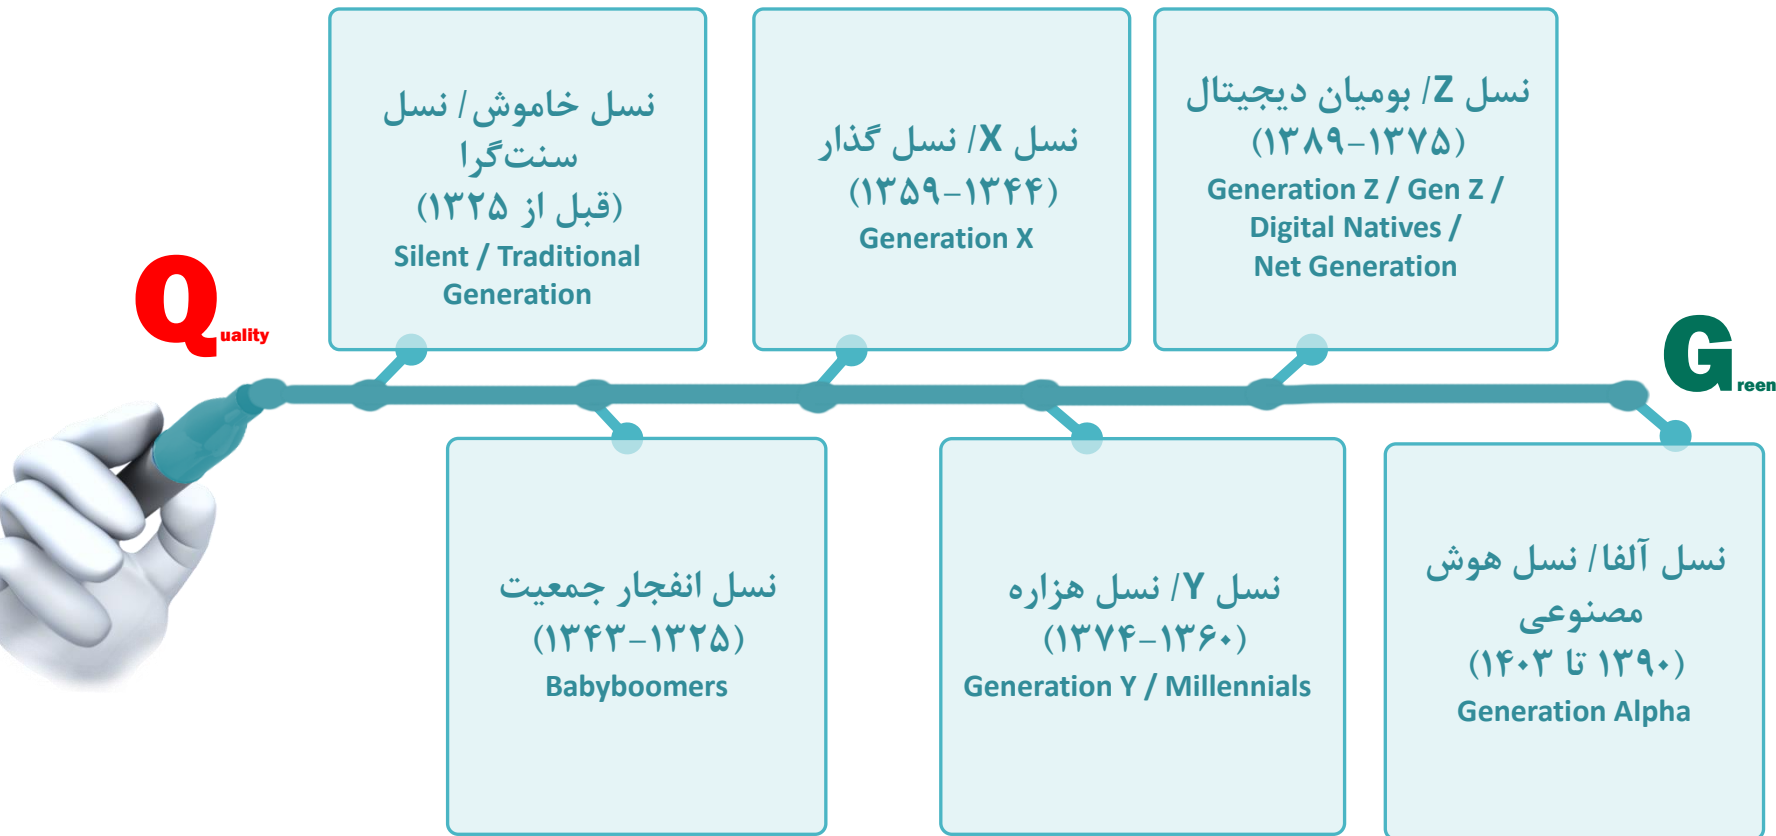 نسل خاموش/ نسل
سنت‌گرا
(قبل از ۱۳۲۵)
Silent / Traditional
Generation
نسل X/ نسل گذار
(۱۳۴۴-۱۳۵۹)
Generation X
نسل Z/ بومیان دیجیتال
(۱۳۷۵-۱۳۸۹)
Generation Z / Gen Z /
Digital Natives /
Net Generation
Quality
Green
نسل انفجار جمعیت
(۱۳۲۵-۱۳۴۳)
Babyboomers
نسل Y/ نسل هزاره
(۱۳۶۰-۱۳۷۴)
Generation Y / Millennials
نسل آلفا/ نسل هوش
مصنوعی
(۱۳۹۰ تا ۱۴۰۳)
Generation Alpha